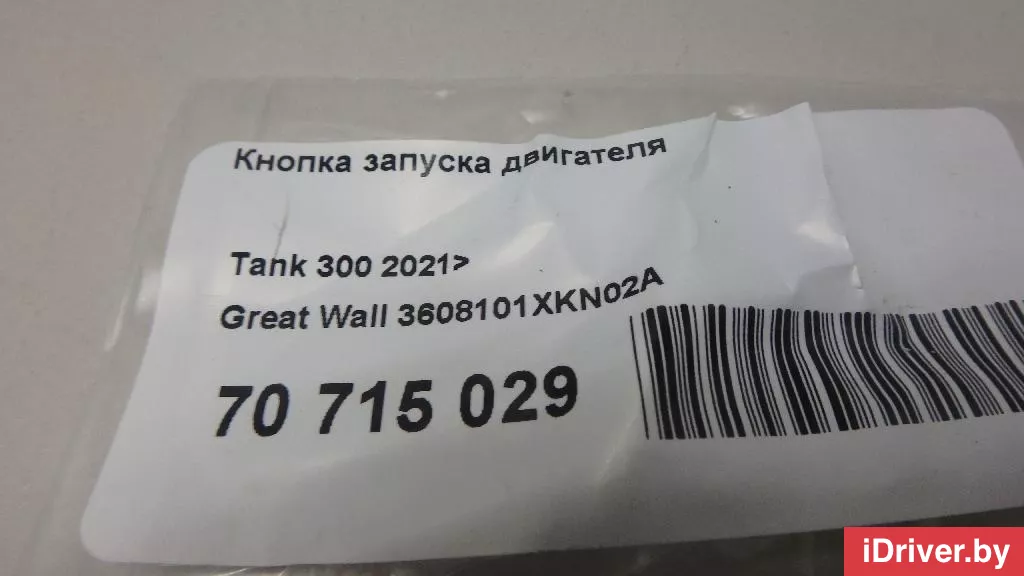 Кнопка запуска двигателя
Tank 300 2021>
Great Wall 3608101XKN02A
70 715 029
iDriver.by